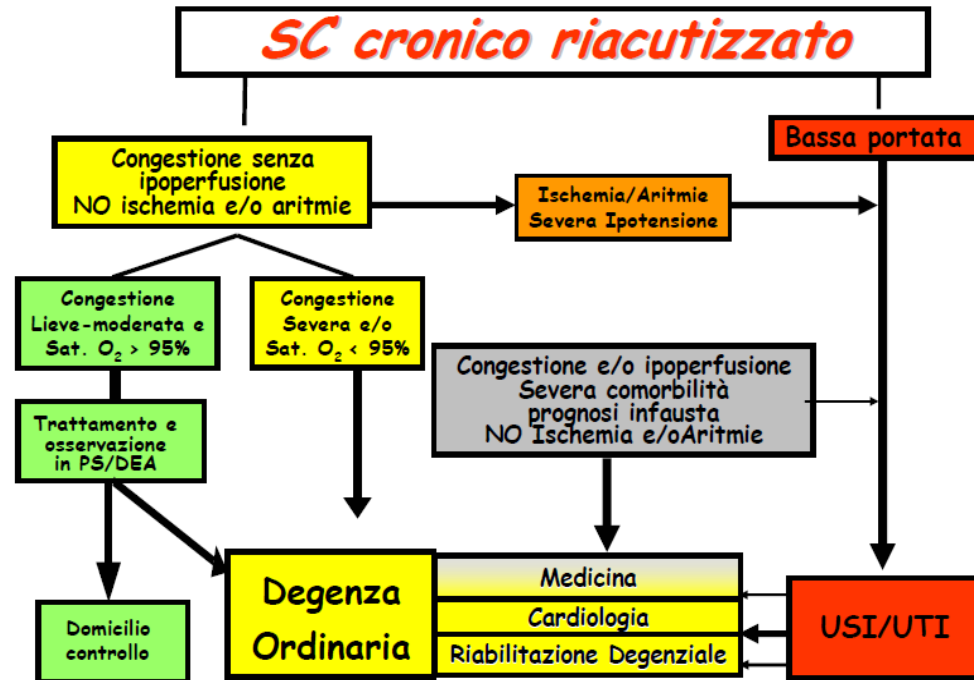 SC cronico riacutizzato
Bassa portata
Congestione senza
ipoperfusione
NO ischemia e/o aritmie
Ischemia/Aritmie
Severa Ipotensione
Congestione
Lieve-moderata e
Sat. O₂ > 95%
Congestione
Severa e/o
Sat. O₂ < 95%
Congestione e/o ipoperfusione
Severa comorbilità
prognosi infausta
NO Ischemia e/oAritmie
Trattamento e
osservazione
in PS/DEA
Domicilio
controllo
Degenza
Ordinaria
Medicina
Cardiologia
Riabilitazione Degenziale
USI/UTI